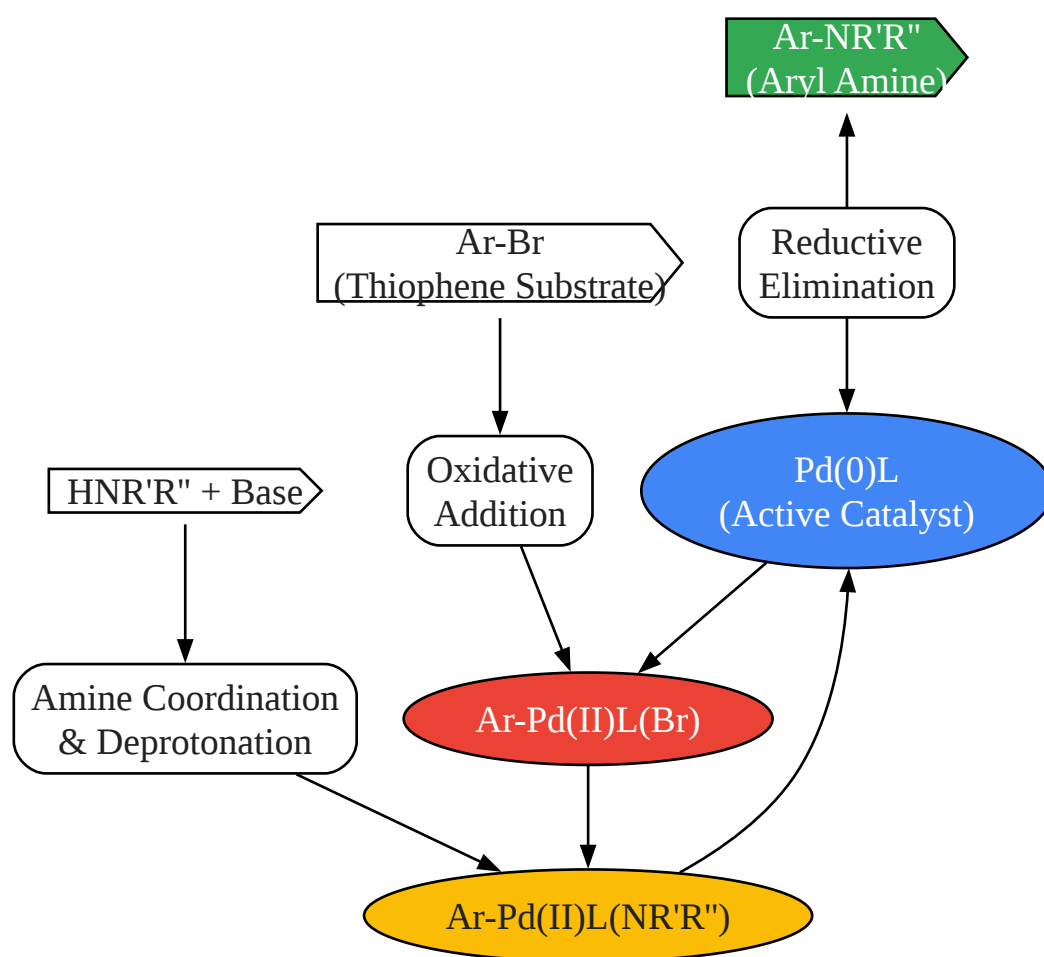 Ar-NR'R"
(Aryl Amine)
Ar-Br
(Thiophene Substrate)
Reductive
Elimination
Oxidative
Addition
Pd(0)L
(Active Catalyst)
HNR'R" + Base
Amine Coordination
& Deprotonation
Ar-Pd(II)L(Br)
Ar-Pd(II)L(NR'R")